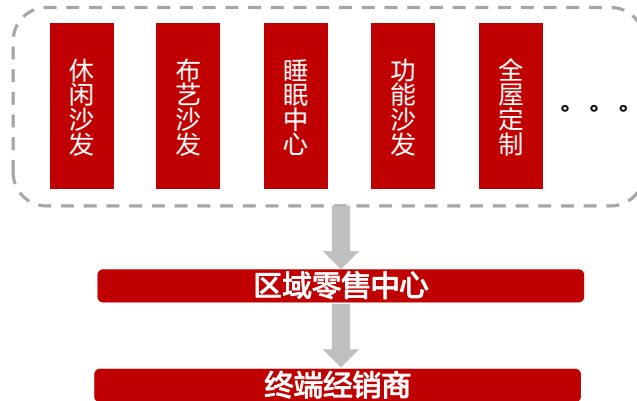 休闲沙发
布艺沙发
睡眠中心
功能沙发
全屋定制
。。。
区域零售中心
终端经销商